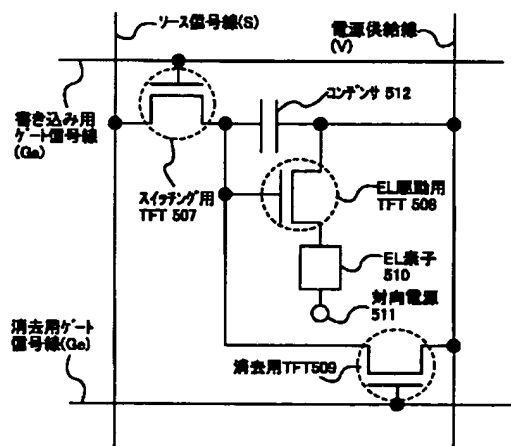 ソース信号線(S)
電源供給線
(V)
書き込み用
ゲート信号線
(Ga)
コンデンサ 512
スイッチング用
TFT 507
EL駆動用
TFT 508
EL素子
510
対向電源
511
消去用ゲート
信号線(Ge)
消去用TFT509